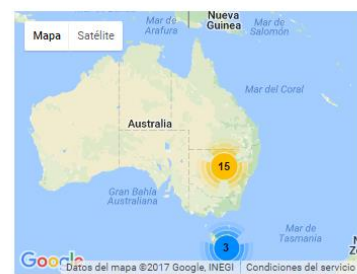 Mapa Satélite
Mar de
Arafura
Nueva
Guinea
Mar de
Salomón
Mar del Coral
Australia
15
Gran Bahía
Australiana
3
Mar de
Tasmania
Google
Datos del mapa ©2017 Google, INEGI Condiciones del servicio